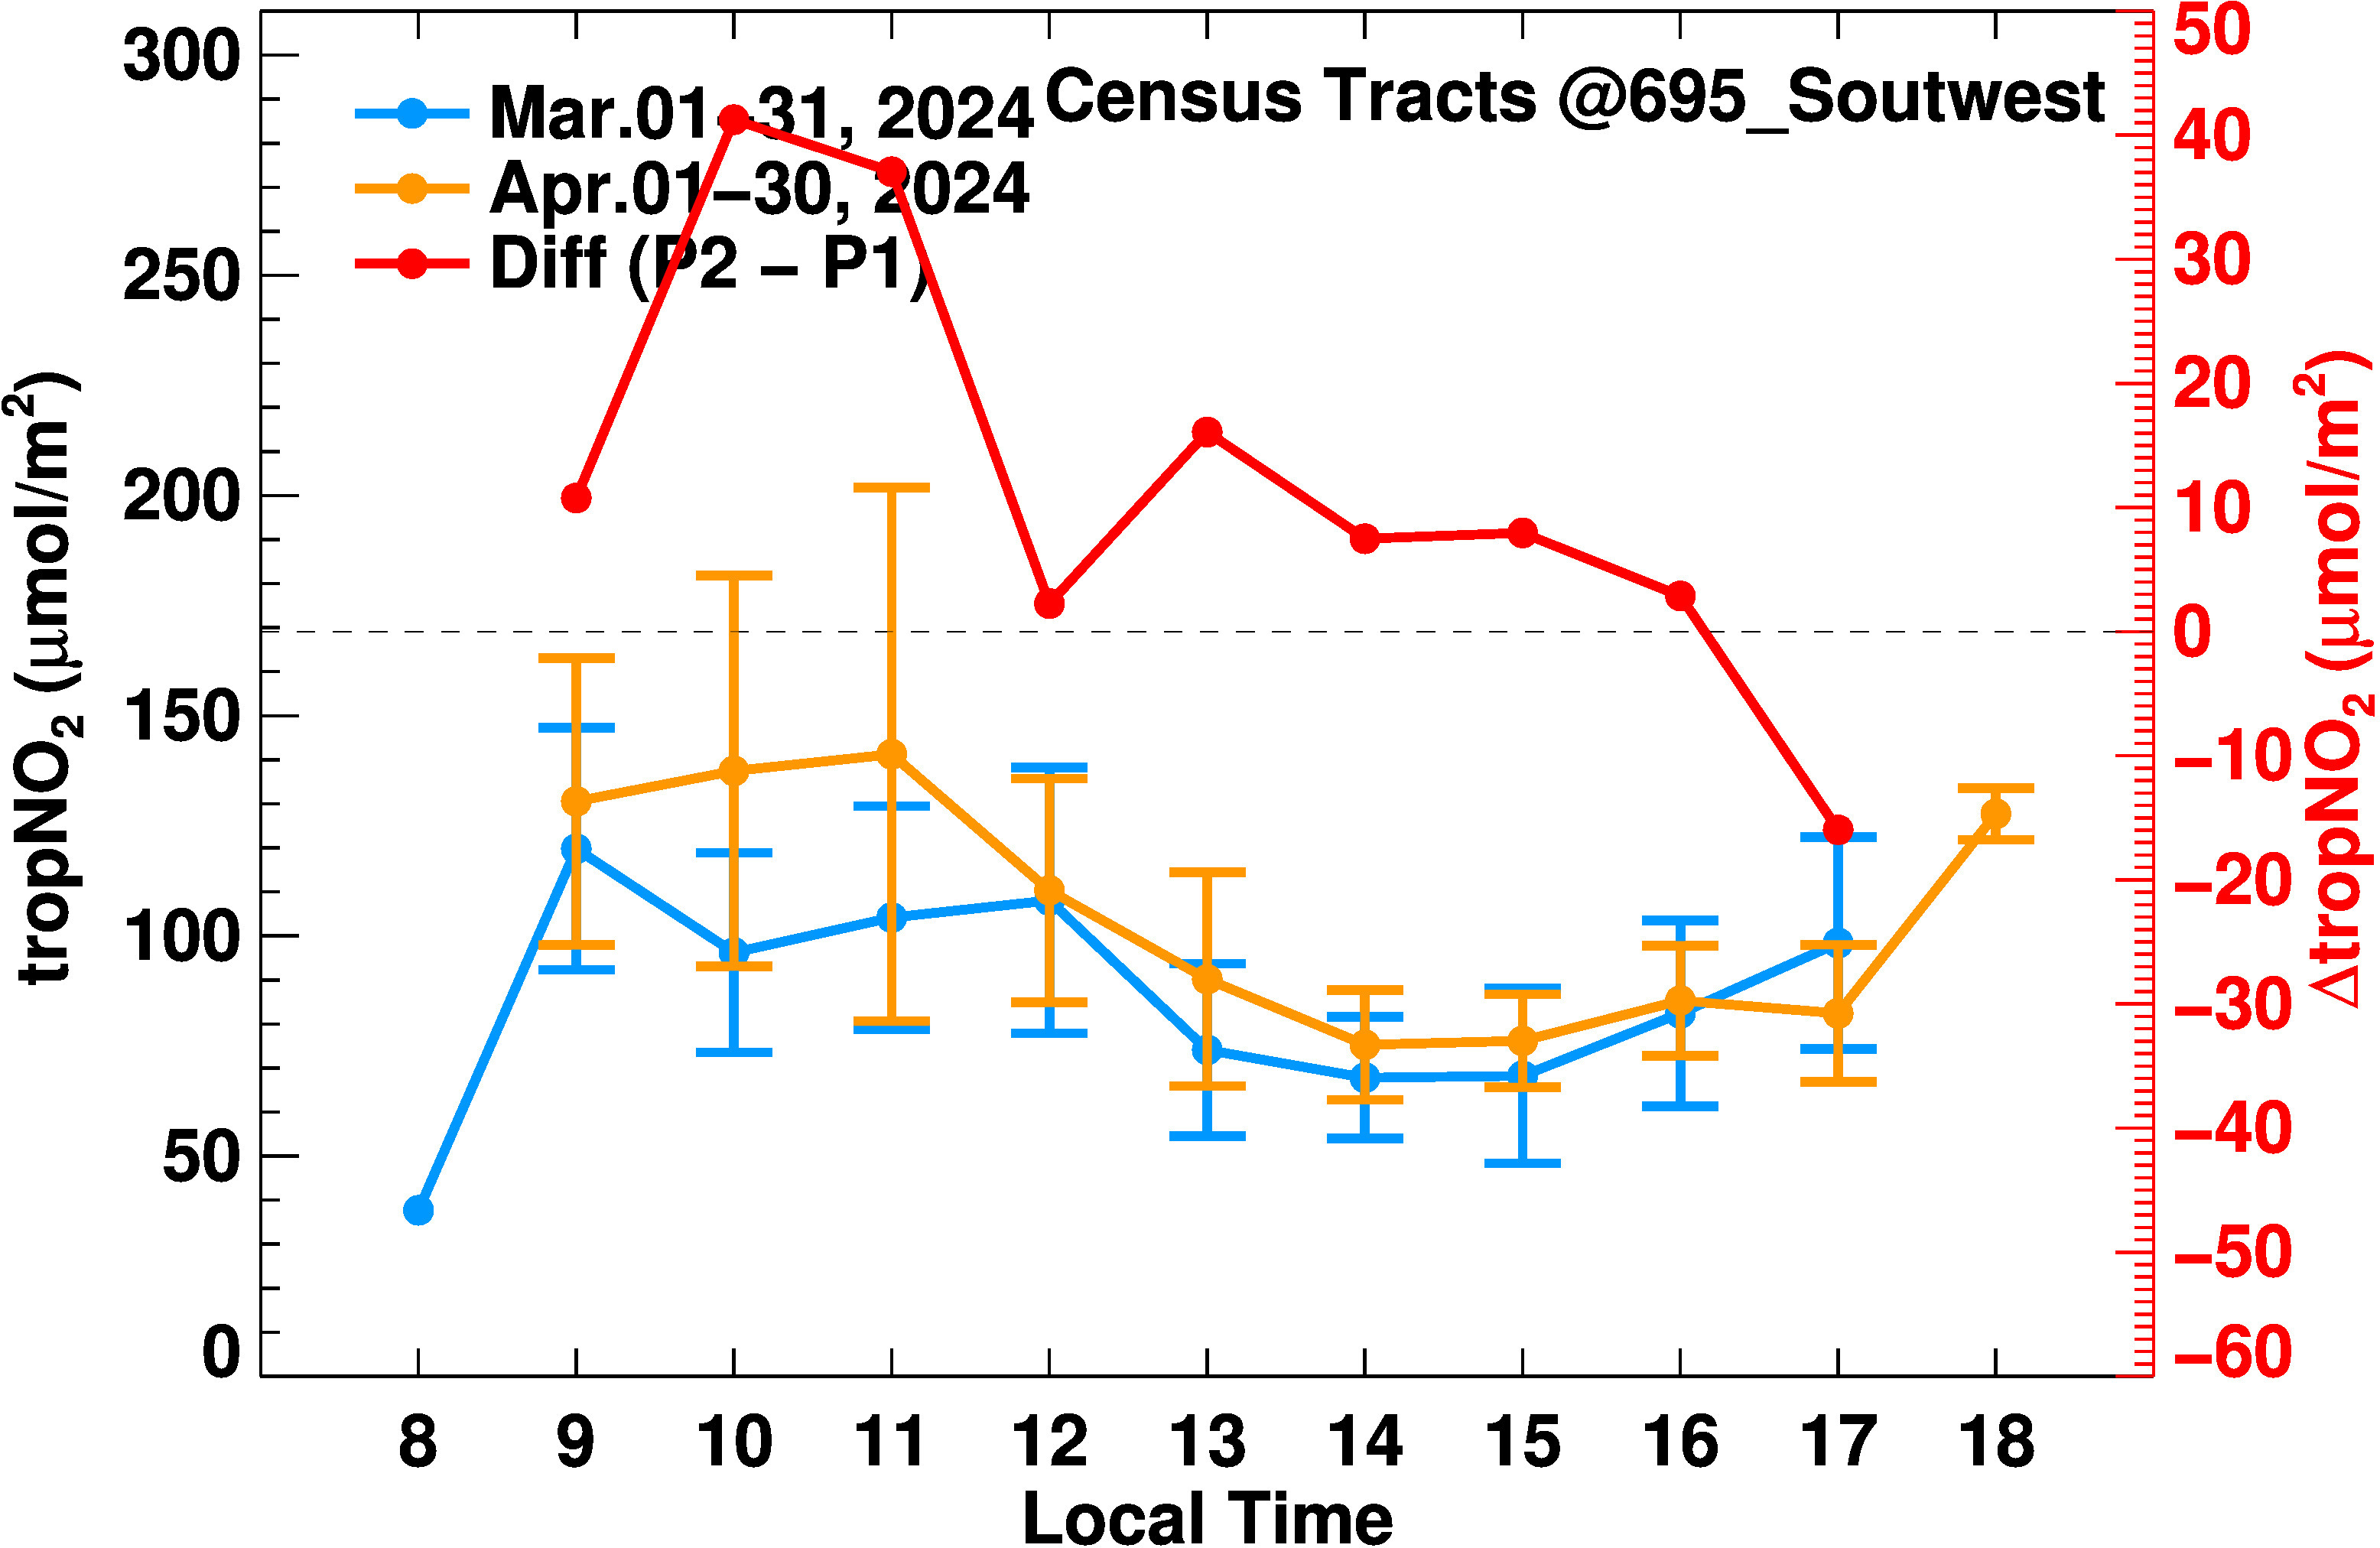 Census Tracts @695_Soutwest
Mar.01–31, 2024
Apr.01–30, 2024
Diff (P2 – P1)
300
250
200
150
100
50
0
tropNO₂ (μmol/m²)
50
40
30
20
10
0
–10
–20
–30
–40
–50
–60
ΔtropNO₂ (μmol/m²)
8 9 10 11 12 13 14 15 16 17 18
Local Time